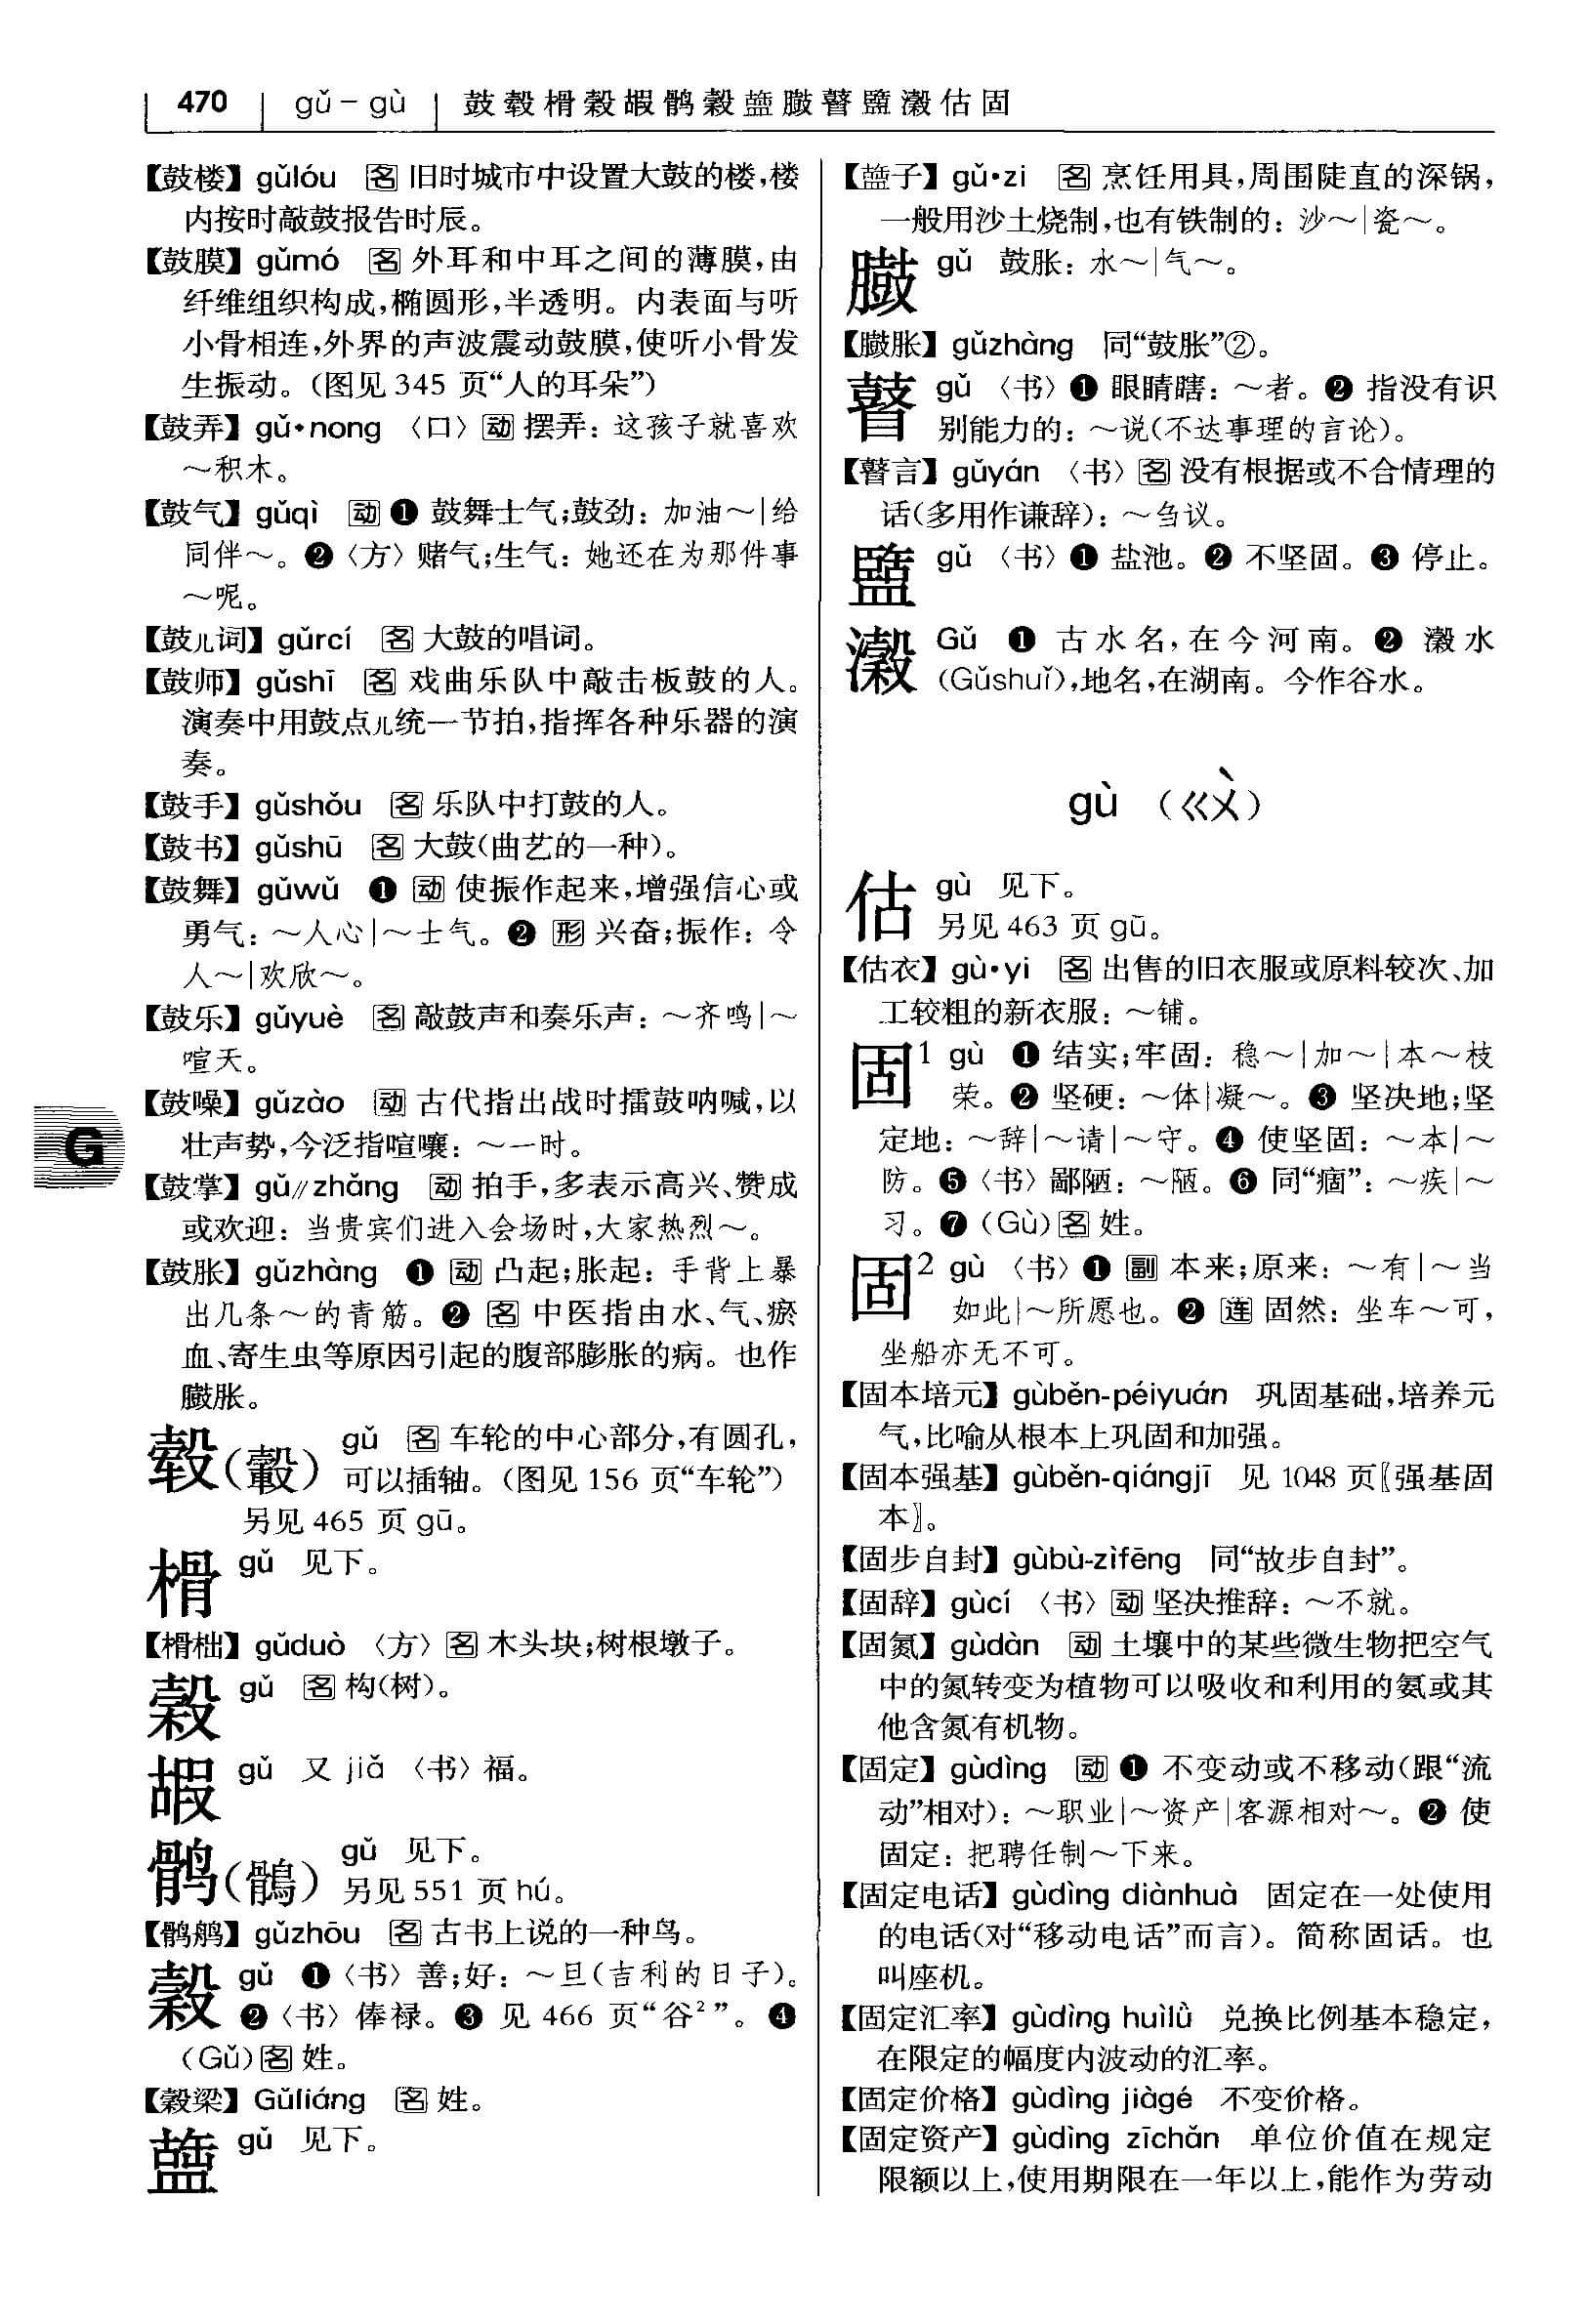 470 gǔ－gù 鼓毂榾榖嘏鹘穀𬭁臌瞽盬瀔估固
【鼓楼】gǔlóu 名 旧时城市中设置大鼓的楼,楼
内按时敲鼓报告时辰。
【鼓膜】gǔmó 名 外耳和中耳之间的薄膜,由
纤维组织构成,椭圆形,半透明。内表面与听
小骨相连,外界的声波震动鼓膜,使听小骨发
生振动。(图见 345 页“人的耳朵”)
【鼓弄】gǔ•nong 〈口〉动 摆弄：这孩子就喜欢
～积木。
【鼓气】gǔqì 动 ❶ 鼓舞士气;鼓劲：加油～|给
同伴～。❷〈方〉赌气;生气：她还在为那件事
～呢。
【鼓儿词】gǔrcí 名 大鼓的唱词。
【鼓师】gǔshī 名 戏曲乐队中敲击板鼓的人。
演奏中用鼓点儿统一节拍,指挥各种乐器的演
奏。
【鼓手】gǔshǒu 名 乐队中打鼓的人。
【鼓书】gǔshū 名 大鼓(曲艺的一种)。
【鼓舞】gǔwǔ ❶ 动 使振作起来,增强信心或
勇气：～人心|～士气。❷ 形 兴奋;振作：令
人～|欢欣～。
【鼓乐】gǔyuè 名 敲鼓声和奏乐声：～齐鸣|～
喧天。
【鼓噪】gǔzào 动 古代指出战时擂鼓呐喊,以
壮声势,今泛指喧嚷：～一时。
【鼓掌】gǔ//zhǎng 动 拍手,多表示高兴、赞成
或欢迎：当贵宾们进入会场时,大家热烈～。
【鼓胀】gǔzhàng ❶ 动 凸起;胀起：手背上暴
出几条～的青筋。❷ 名 中医指由水、气、瘀
血、寄生虫等原因引起的腹部膨胀的病。也作
臌胀。
毂(轂) gǔ 名 车轮的中心部分,有圆孔,
可以插轴。(图见 156 页“车轮”)
另见 465 页 gū。
榾 gǔ 见下。
【榾柮】gǔduò 〈方〉名 木头块;树根墩子。
榖 gǔ 名 构(树)。
嘏 gǔ 又 jiǎ 〈书〉福。
鹘(鶻) gǔ 见下。
另见 551 页 hú。
【鹘鸼】gǔzhōu 名 古书上说的一种鸟。
穀 gǔ ❶〈书〉善;好：～旦(吉利的日子)。
❷〈书〉俸禄。❸ 见 466 页“谷²”。❹
(Gǔ)名 姓。
【穀梁】Gǔliáng 名 姓。
gǔ 见下。
G
子】gǔ•zi 名 烹饪用具,周围陡直的深锅,
一般用沙土烧制,也有铁制的：沙～|瓷～。
臌 gǔ 鼓胀：水～|气～。
【臌胀】gǔzhàng 同“鼓胀”②。
瞽 gǔ 〈书〉❶ 眼睛瞎：～者。❷ 指没有识
别能力的：～说(不达事理的言论)。
【瞽言】gǔyán 〈书〉名 没有根据或不合情理的
话(多用作谦辞)：～刍议。
盬 gǔ 〈书〉❶ 盐池。❷ 不坚固。❸ 停止。
瀔 Gǔ ❶ 古水名,在今河南。❷ 瀔水
(Gǔshuǐ),地名,在湖南。今作谷水。
gù （ㄍㄨˋ）
估 gù 见下。
另见 463 页 gū。
【估衣】gù•yi 名 出售的旧衣服或原料较次、加
工较粗的新衣服：～铺。
固¹ gù ❶ 结实;牢固：稳～|加～|本～枝
荣。❷ 坚硬：～体|凝～。❸ 坚决地;坚
定地：～辞|～请|～守。❹ 使坚固：～本|～
防。❺〈书〉鄙陋：～陋。❻ 同“痼”：～疾|～
习。❼（Gù)名 姓。
固² gù 〈书〉❶ 副 本来;原来：～有|～当
如此|～所愿也。❷ 连 固然：坐车～可,
坐船亦无不可。
【固本培元】gùběn-péiyuán 巩固基础,培养元
气,比喻从根本上巩固和加强。
【固本强基】gùběn-qiángjī 见 1048 页〖强基固
本〗。
【固步自封】gùbù-zìfēng 同“故步自封”。
【固辞】gùcí 〈书〉动 坚决推辞：～不就。
【固氮】gùdàn 动 土壤中的某些微生物把空气
中的氮转变为植物可以吸收和利用的氨或其
他含氮有机物。
【固定】gùdìng 动 ❶ 不变动或不移动(跟“流
动”相对)：～职业|～资产|客源相对～。❷ 使
固定：把聘任制～下来。
【固定电话】gùdìng diànhuà 固定在一处使用
的电话(对“移动电话”而言)。简称固话。也
叫座机。
【固定汇率】gùdìng huìlǜ 兑换比例基本稳定,
在限定的幅度内波动的汇率。
【固定价格】gùdìng jiàgé 不变价格。
【固定资产】gùdìng zīchǎn 单位价值在规定
限额以上,使用期限在一年以上,能作为劳动